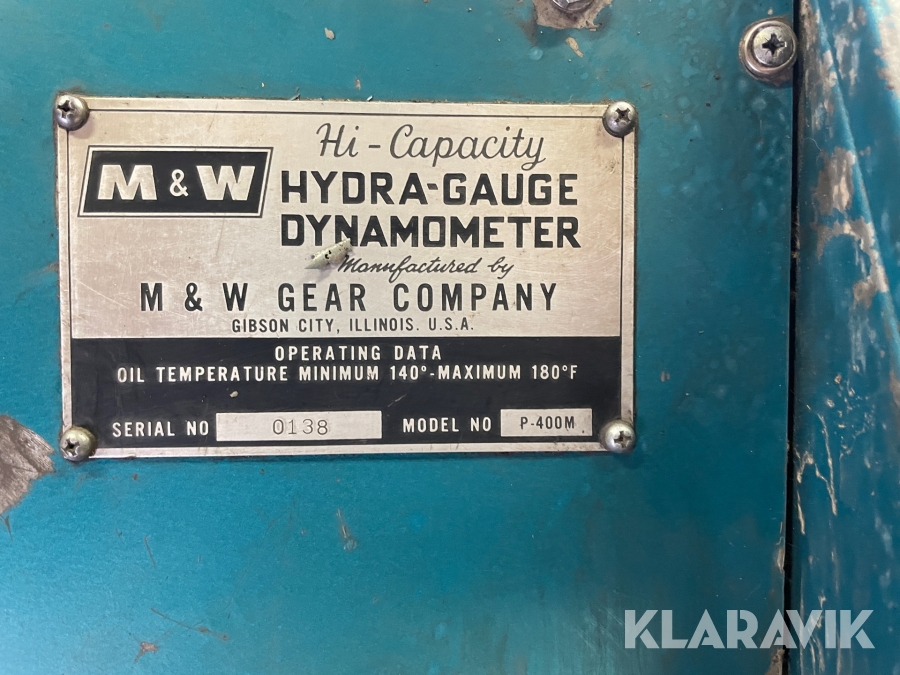 Hi-Capacity
M & W
HYDRA-GAUGE
DYNAMOMETER
Manufactured by
M & W GEAR COMPANY
GIBSON CITY, ILLINOIS. U.S.A.
OPERATING DATA
OIL TEMPERATURE MINIMUM 140°-MAXIMUM 180°F
SERIAL NO 0138 MODEL NO P-400M
KLARAVIK